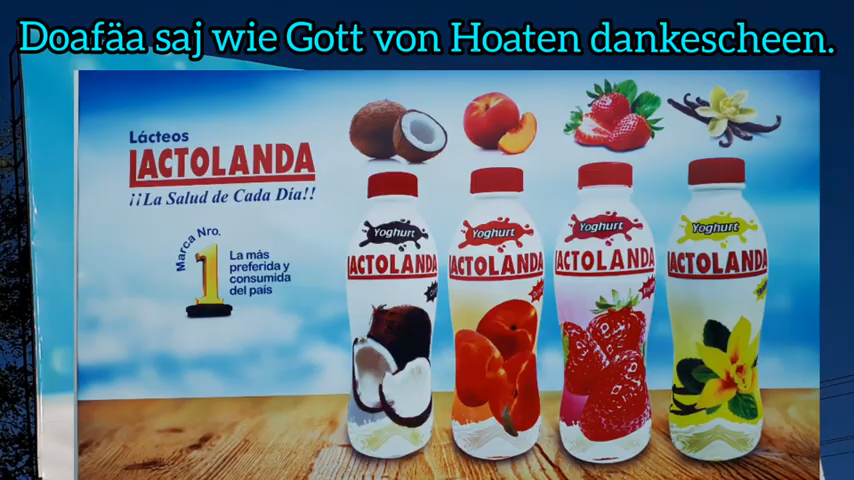 Doafäa saj wie Gott von Hoaten dankescheen.
Lácteos
LACTOLANDA
¡¡La Salud de Cada Día!!
Marca Nro.
1
La más
preferida y
consumida
del país
Yoghurt
LACTOLANDA
Yoghurt
LACTOLANDA
Yoghurt
LACTOLANDA
Yoghurt
LACTOLANDA